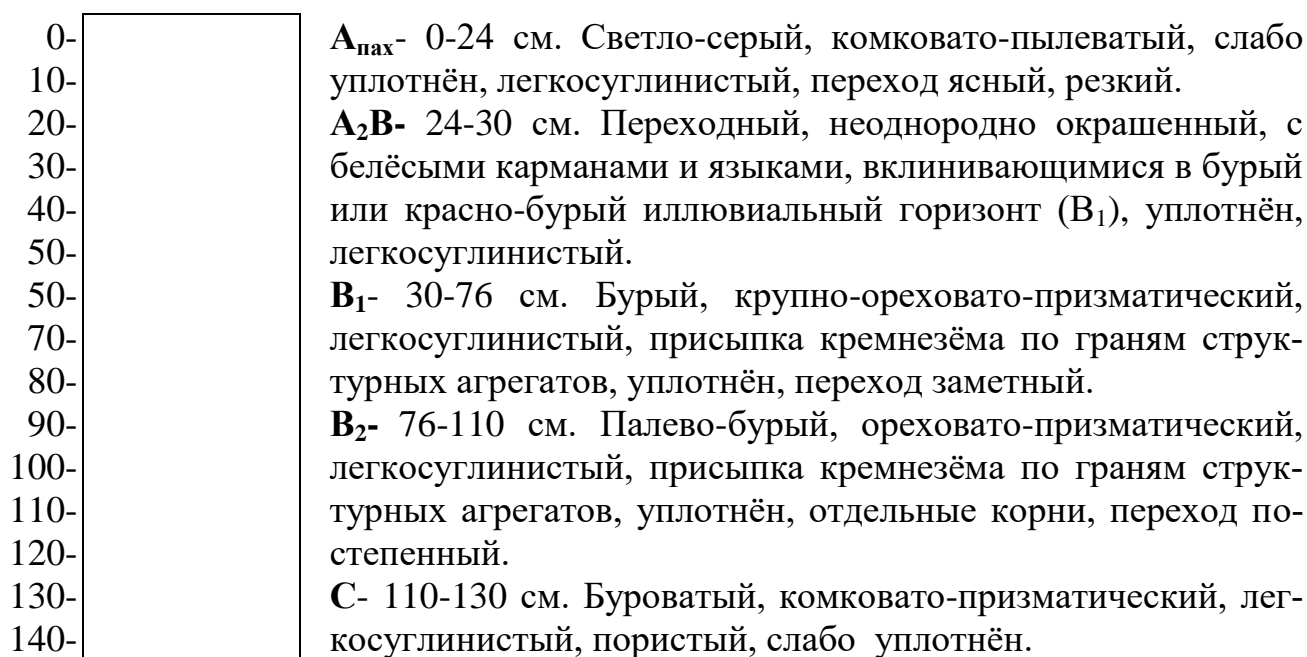 0- Aпах- 0-24 см. Светло-серый, комковато-пылеватый, слабо
10- уплотнён, легкосуглинистый, переход ясный, резкий.
20- A2B- 24-30 см. Переходный, неоднородно окрашенный, с
30- белёсыми карманами и языками, вклинивающимися в бурый
40- или красно-бурый иллювиальный горизонт (B1), уплотнён,
50- легкосуглинистый.
50- B1- 30-76 см. Бурый, крупно-ореховато-призматический,
70- легкосуглинистый, присыпка кремнезёма по граням струк-
80- турных агрегатов, уплотнён, переход заметный.
90- B2- 76-110 см. Палево-бурый, ореховато-призматический,
100- легкосуглинистый, присыпка кремнезёма по граням струк-
110- турных агрегатов, уплотнён, отдельные корни, переход по-
120- степенный.
130- C- 110-130 см. Буроватый, комковато-призматический, лег-
140- косуглинистый, пористый, слабо уплотнён.